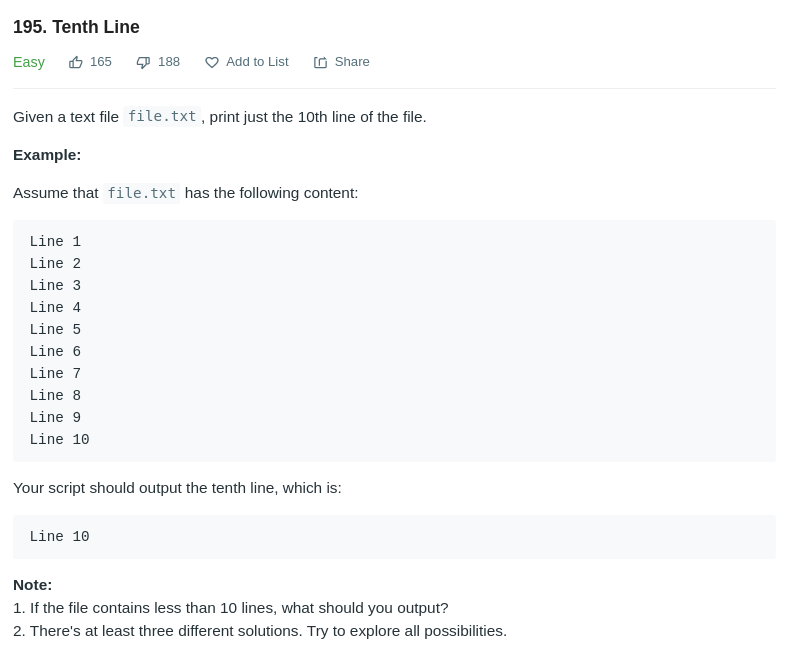 195. Tenth Line
Easy 165 188 Add to List Share
Given a text file file.txt, print just the 10th line of the file.
Example:
Assume that file.txt has the following content:
Line 1
Line 2
Line 3
Line 4
Line 5
Line 6
Line 7
Line 8
Line 9
Line 10
Your script should output the tenth line, which is:
Line 10
Note:
1. If the file contains less than 10 lines, what should you output?
2. There's at least three different solutions. Try to explore all possibilities.